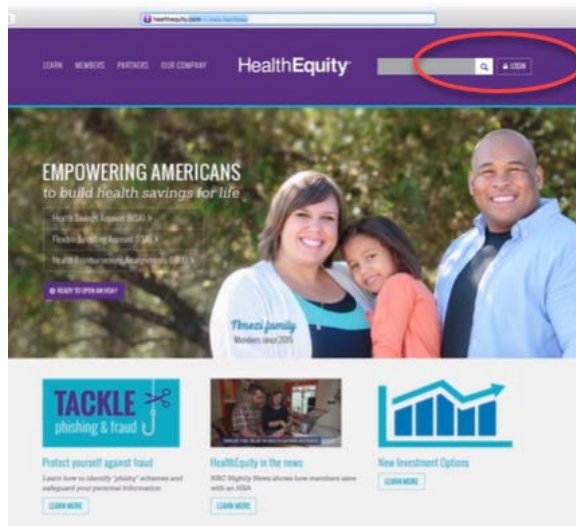 healthequity.com
LEARN MEMBERS PARTNERS OUR COMPANY HealthEquity LOGIN
EMPOWERING AMERICANS
to build health savings for life
Health Savings Account (HSA) >
Flexible Spending Account (FSA) >
Health Reimbursement Arrangement (HRA) >
READY TO OPEN AN HSA?
family
Members since 2015
TACKLE
phishing & fraud
Protect yourself against fraud
Learn how to identify "phishy" schemes and
safeguard your personal information.
LEARN MORE
HealthEquity in the news
NBC Nightly News shows how members save
with an HSA
LEARN MORE
New Investment Options
LEARN MORE